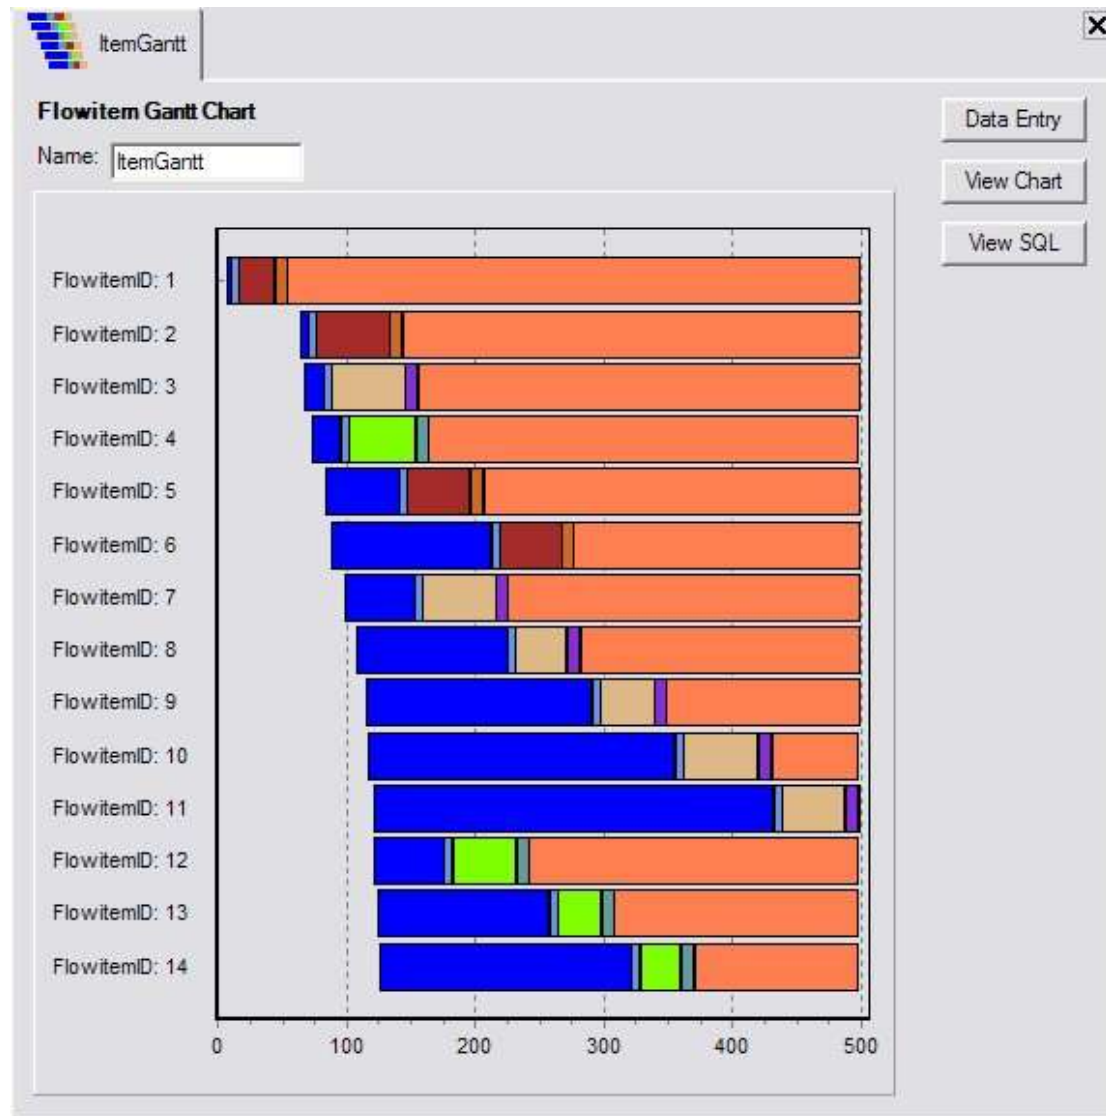 ItemGantt
Flowitem Gantt Chart
Data Entry
Name: ItemGantt
View Chart
View SQL
FlowitemID: 1
FlowitemID: 2
FlowitemID: 3
FlowitemID: 4
FlowitemID: 5
FlowitemID: 6
FlowitemID: 7
FlowitemID: 8
FlowitemID: 9
FlowitemID: 10
FlowitemID: 11
FlowitemID: 12
FlowitemID: 13
FlowitemID: 14
0 100 200 300 400 500